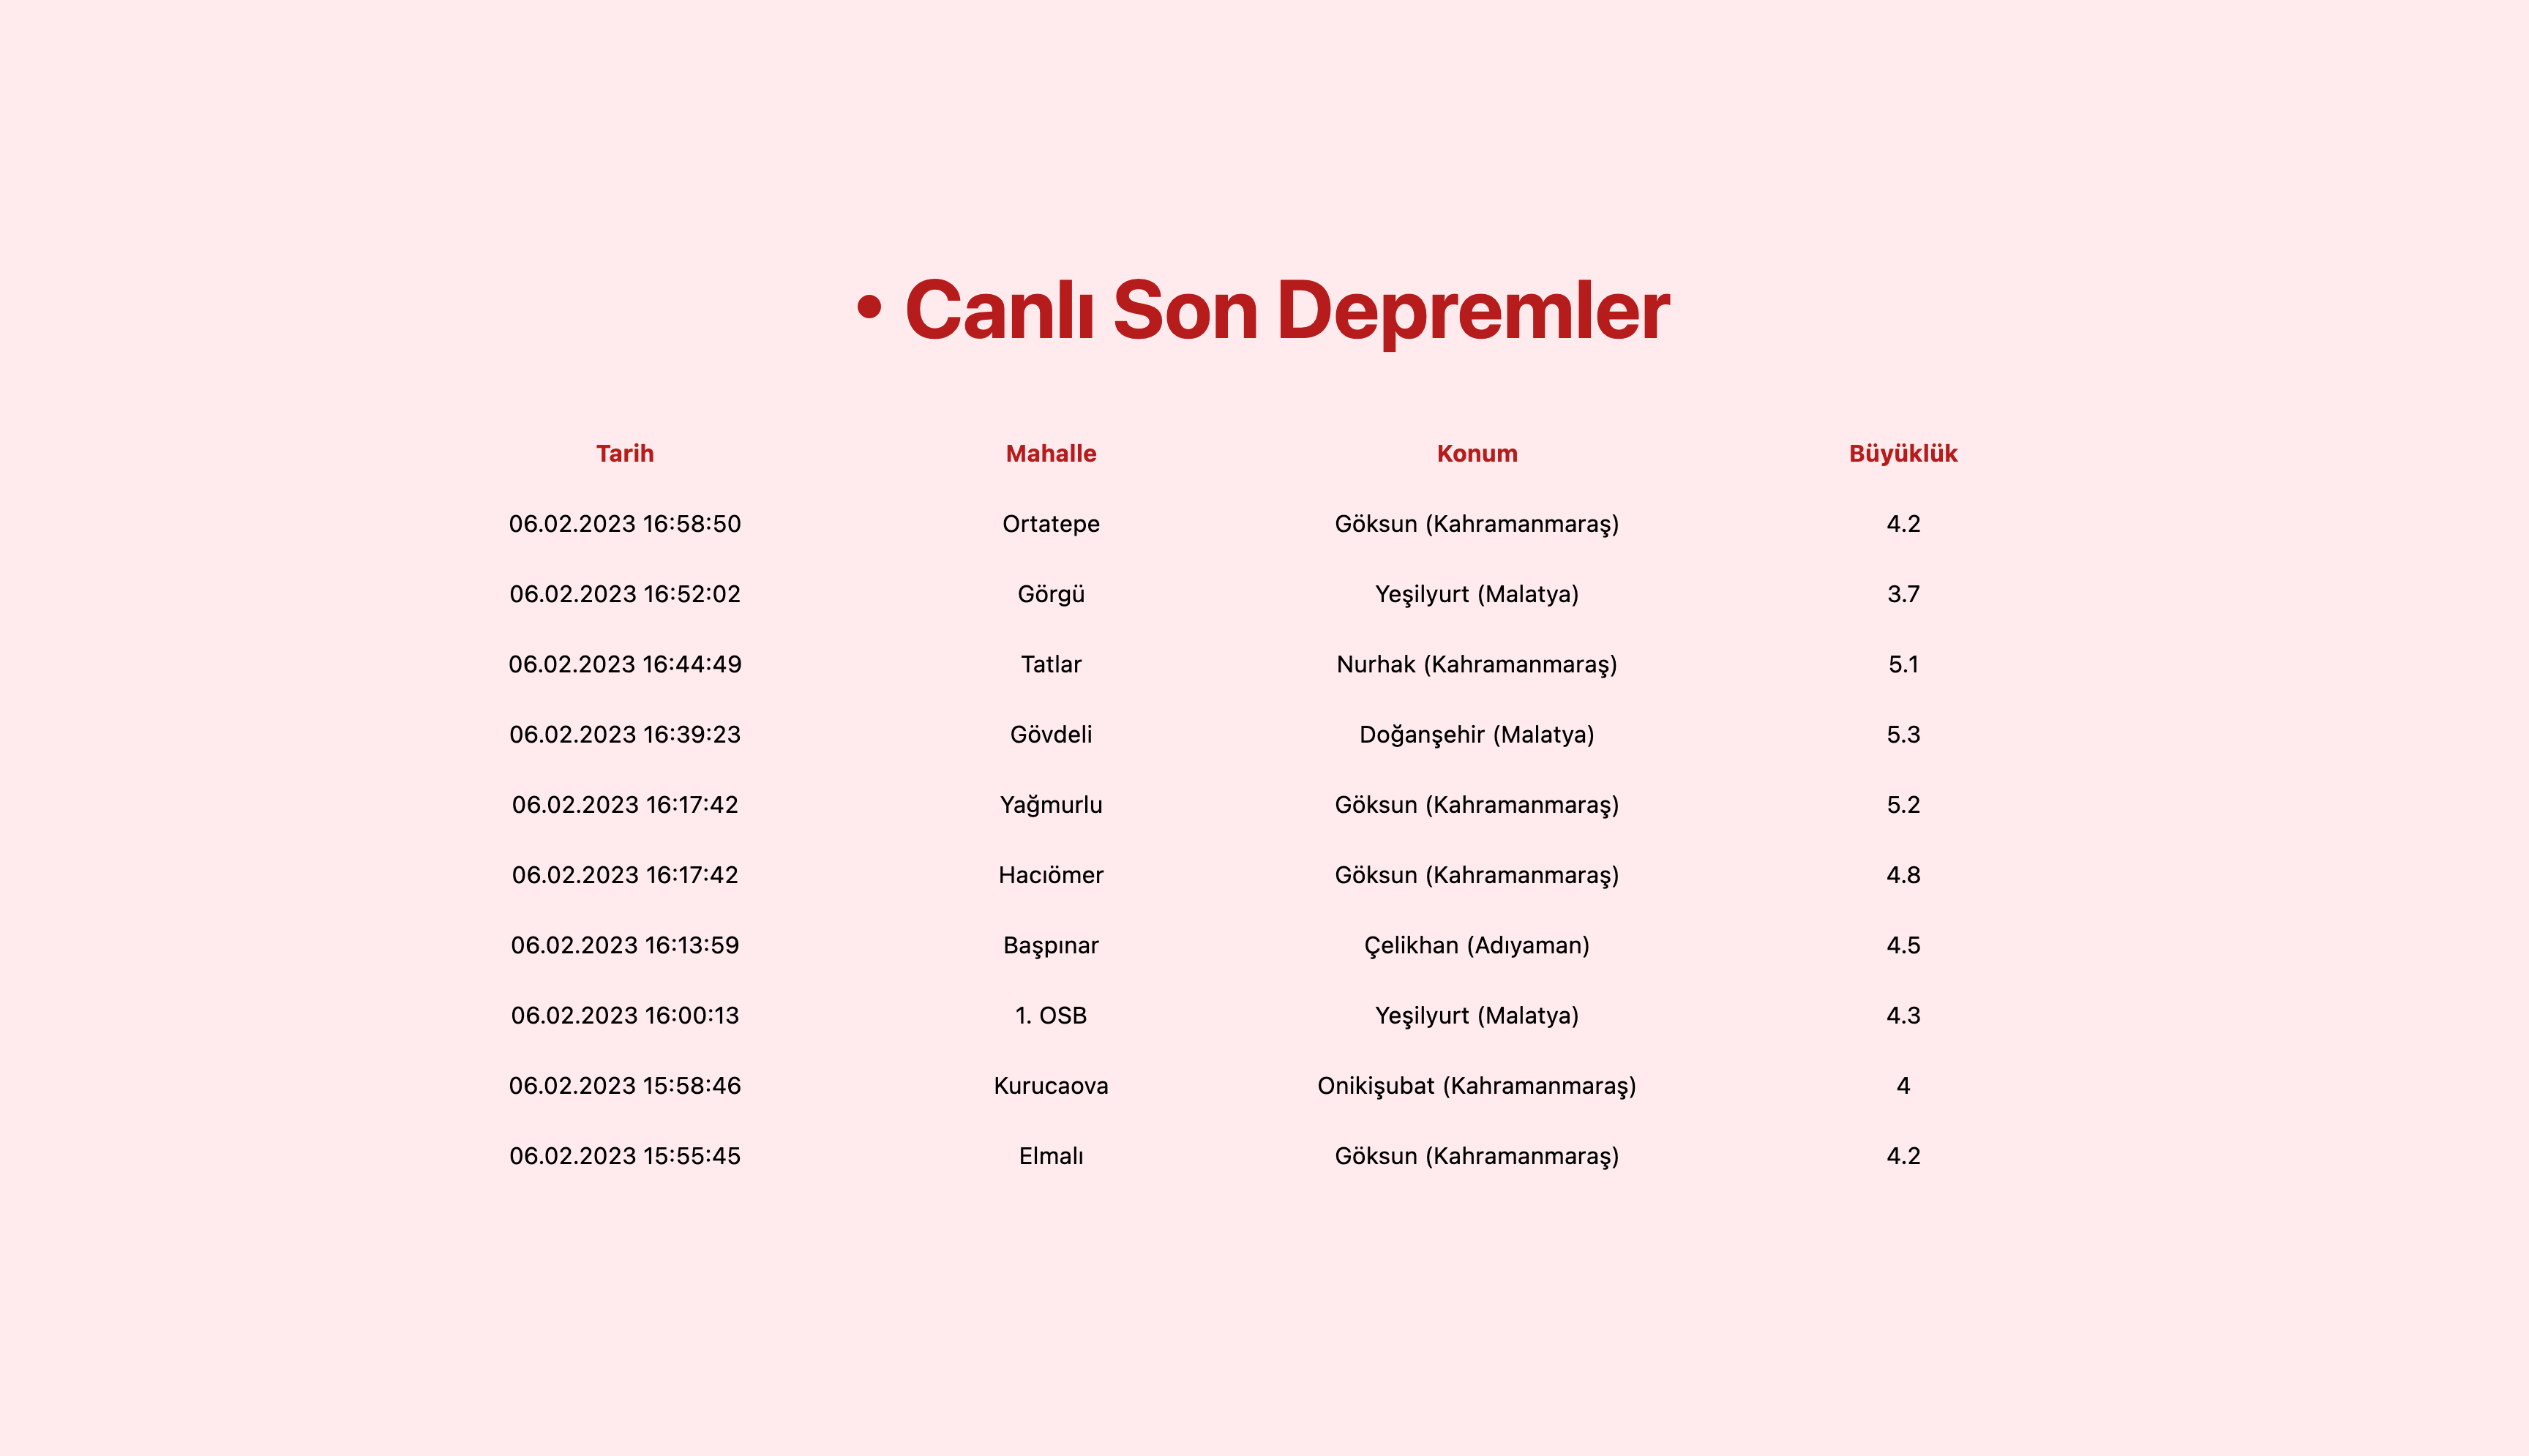 • Canlı Son Depremler
Tarih Mahalle Konum Büyüklük
06.02.2023 16:58:50 Ortatepe Göksun (Kahramanmaraş) 4.2
06.02.2023 16:52:02 Görgü Yeşilyurt (Malatya) 3.7
06.02.2023 16:44:49 Tatlar Nurhak (Kahramanmaraş) 5.1
06.02.2023 16:39:23 Gövdeli Doğanşehir (Malatya) 5.3
06.02.2023 16:17:42 Yağmurlu Göksun (Kahramanmaraş) 5.2
06.02.2023 16:17:42 Hacıömer Göksun (Kahramanmaraş) 4.8
06.02.2023 16:13:59 Başpınar Çelikhan (Adıyaman) 4.5
06.02.2023 16:00:13 1. OSB Yeşilyurt (Malatya) 4.3
06.02.2023 15:58:46 Kurucaova Onikişubat (Kahramanmaraş) 4
06.02.2023 15:55:45 Elmalı Göksun (Kahramanmaraş) 4.2